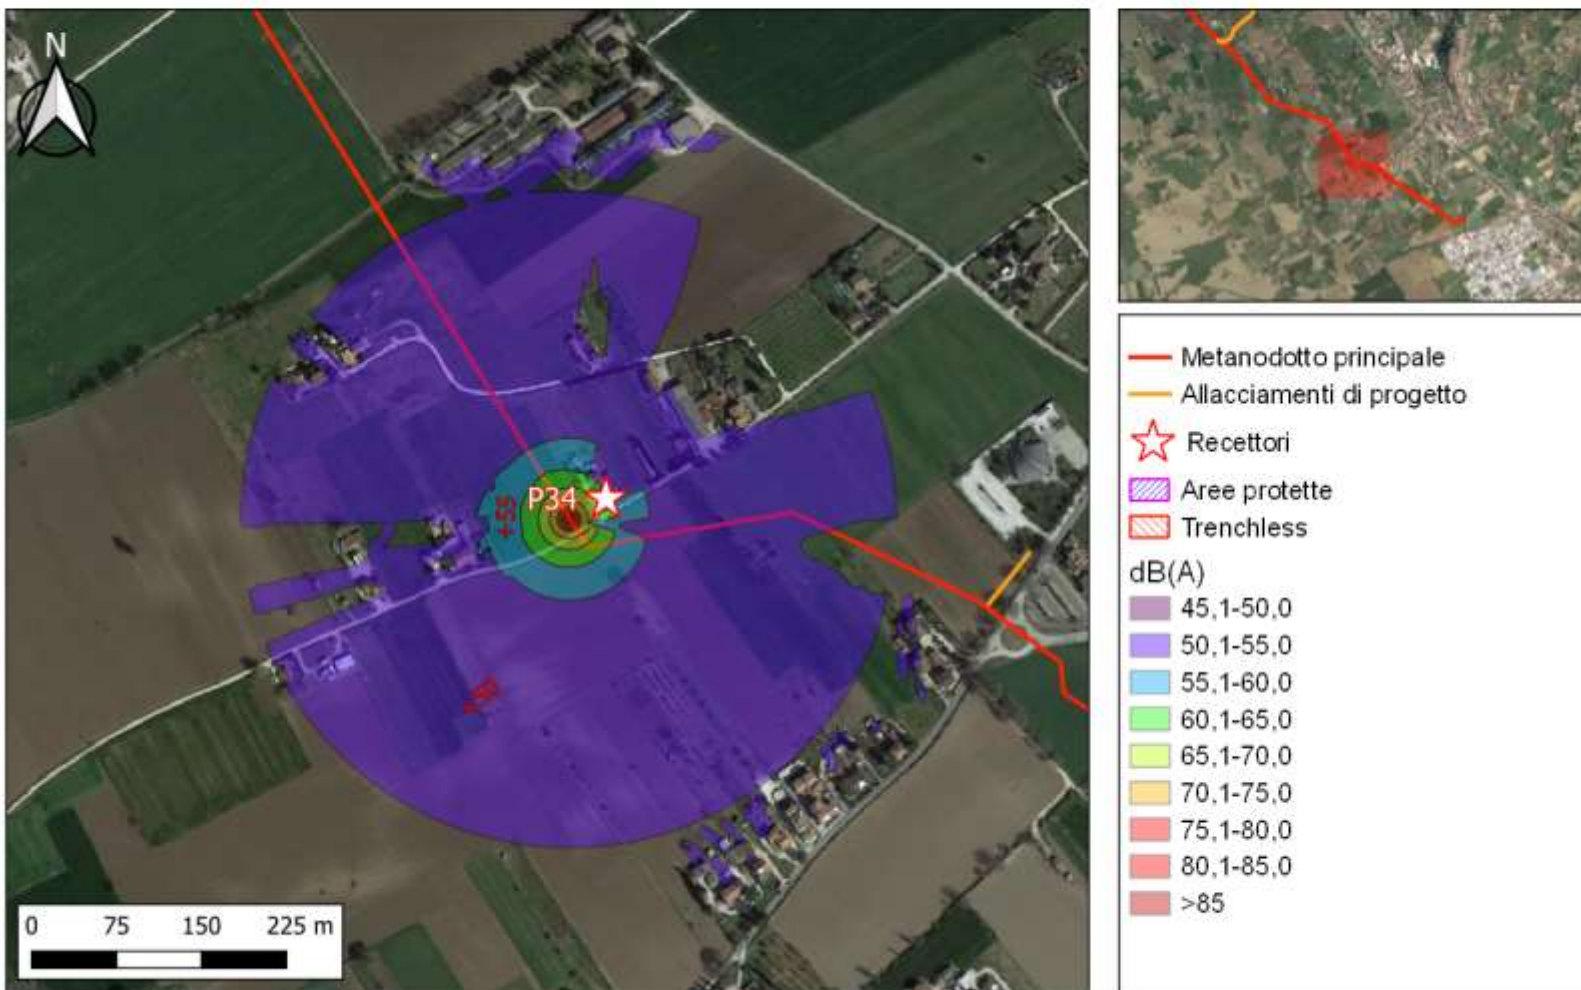 N
P34
+55
+50
0 75 150 225 m
Metanodotto principale
Allacciamenti di progetto
Recettori
Aree protette
Trenchless
dB(A)
45,1-50,0
50,1-55,0
55,1-60,0
60,1-65,0
65,1-70,0
70,1-75,0
75,1-80,0
80,1-85,0
>85